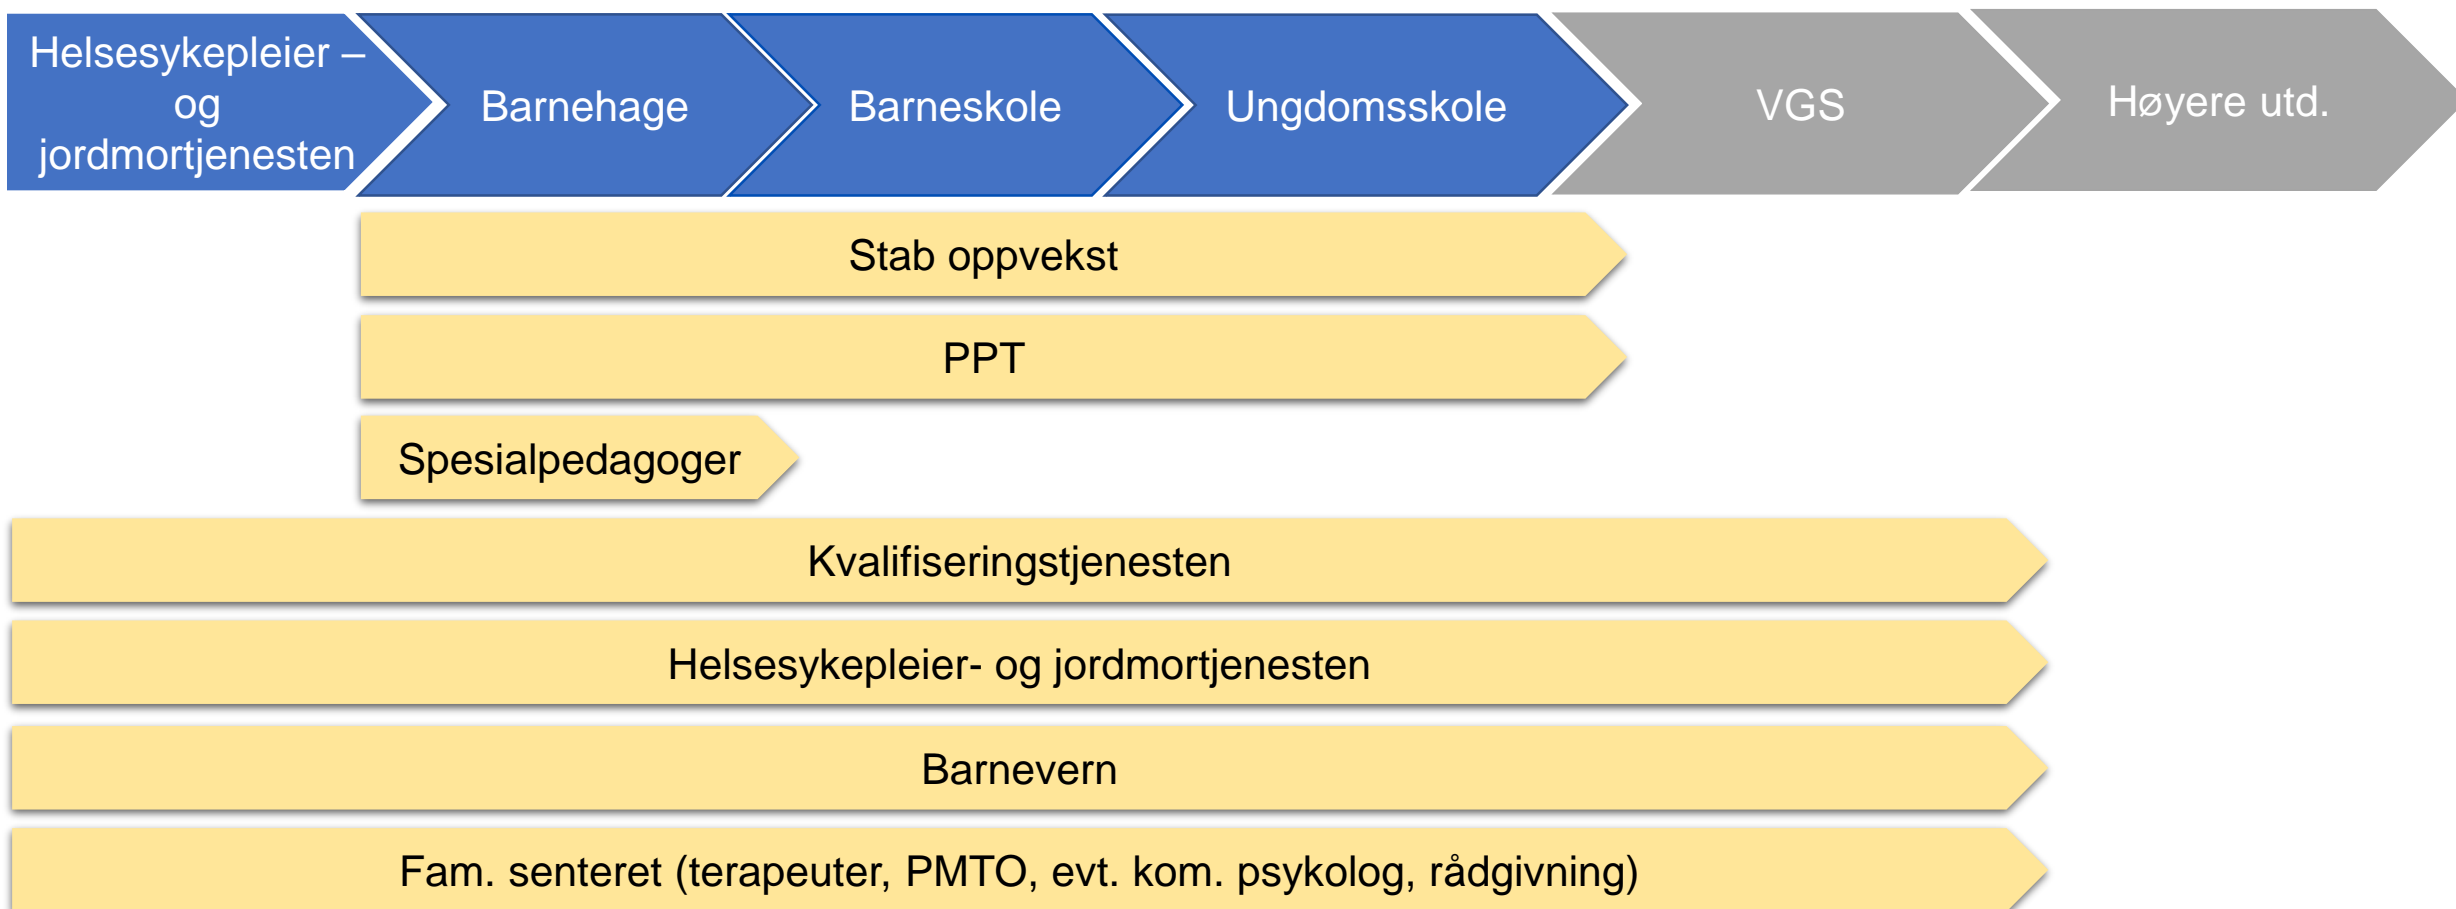 Helsesykepleier –
og
jordmortjenesten
Barnehage
Barneskole
Ungdomsskole
VGS
Høyere utd.
Stab oppvekst
PPT
Spesialpedagoger
Kvalifiseringstjenesten
Helsesykepleier- og jordmortjenesten
Barnevern
Fam. senteret (terapeuter, PMTO, evt. kom. psykolog, rådgivning)